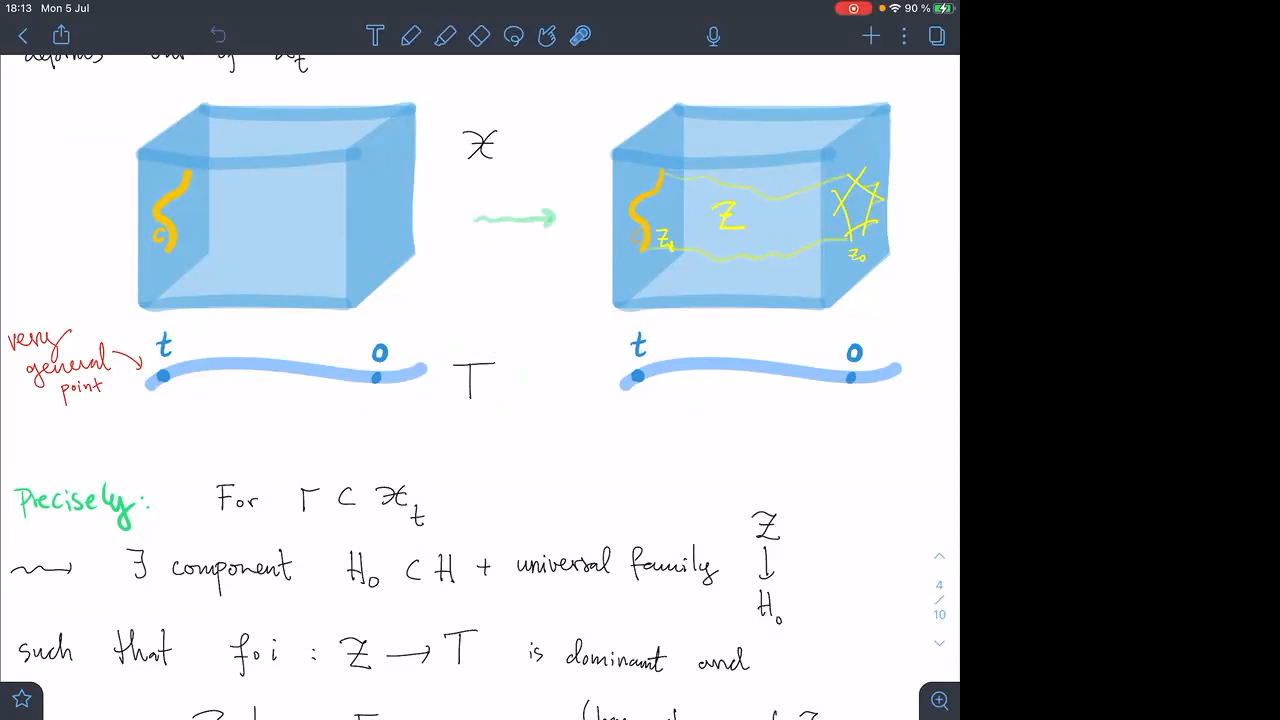 18:13 Mon 5 Jul 90 %
𝒳
Z
Z_t
Z_0
very
general
point
t
0
T
t
0
Precisely: For Γ ⊂ 𝒳_t
∃ component H_0 ⊂ H + universal family
Z
↓
H_0
such that f∘i : Z → T is dominant and
4
/
10